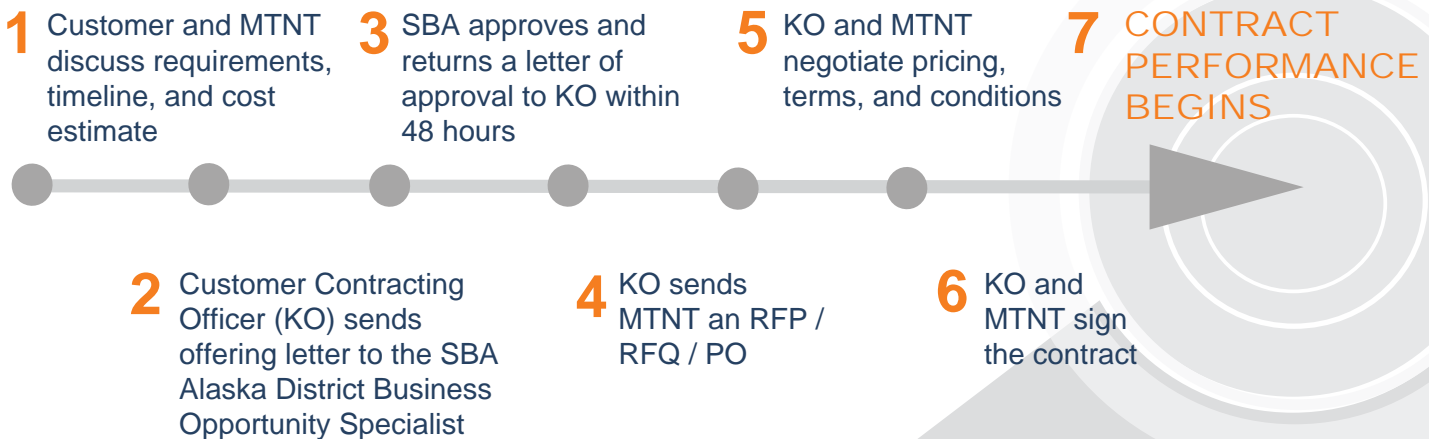 1 Customer and MTNT
discuss requirements,
timeline, and cost
estimate
2 Customer Contracting
Officer (KO) sends
offering letter to the SBA
Alaska District Business
Opportunity Specialist
3 SBA approves and
returns a letter of
approval to KO within
48 hours
4 KO sends
MTNT an RFP /
RFQ / PO
5 KO and MTNT
negotiate pricing,
terms, and conditions
6 KO and
MTNT sign
the contract
7 CONTRACT
PERFORMANCE
BEGINS